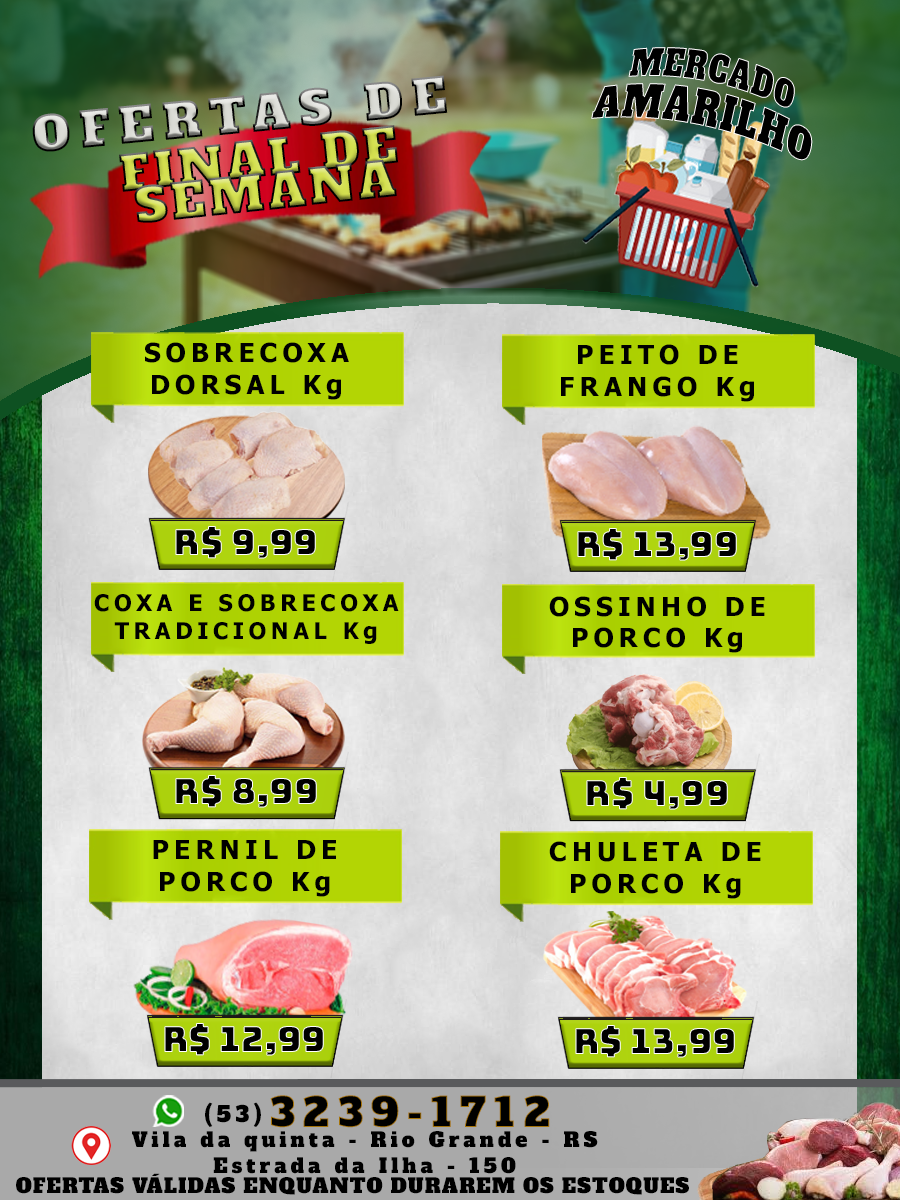 OFERTAS DE
FINAL DE
SEMANA
MERCADO
AMARILHO
SOBRECOXA
DORSAL Kg
R$ 9,99
PEITO DE
FRANGO Kg
R$ 13,99
COXA E SOBRECOXA
TRADICIONAL Kg
R$ 8,99
OSSINHO DE
PORCO Kg
R$ 4,99
PERNIL DE
PORCO Kg
R$ 12,99
CHULETA DE
PORCO Kg
R$ 13,99
(53) 3239-1712
Vila da quinta - Rio Grande - RS
Estrada da Ilha - 150
OFERTAS VÁLIDAS ENQUANTO DURAREM OS ESTOQUES